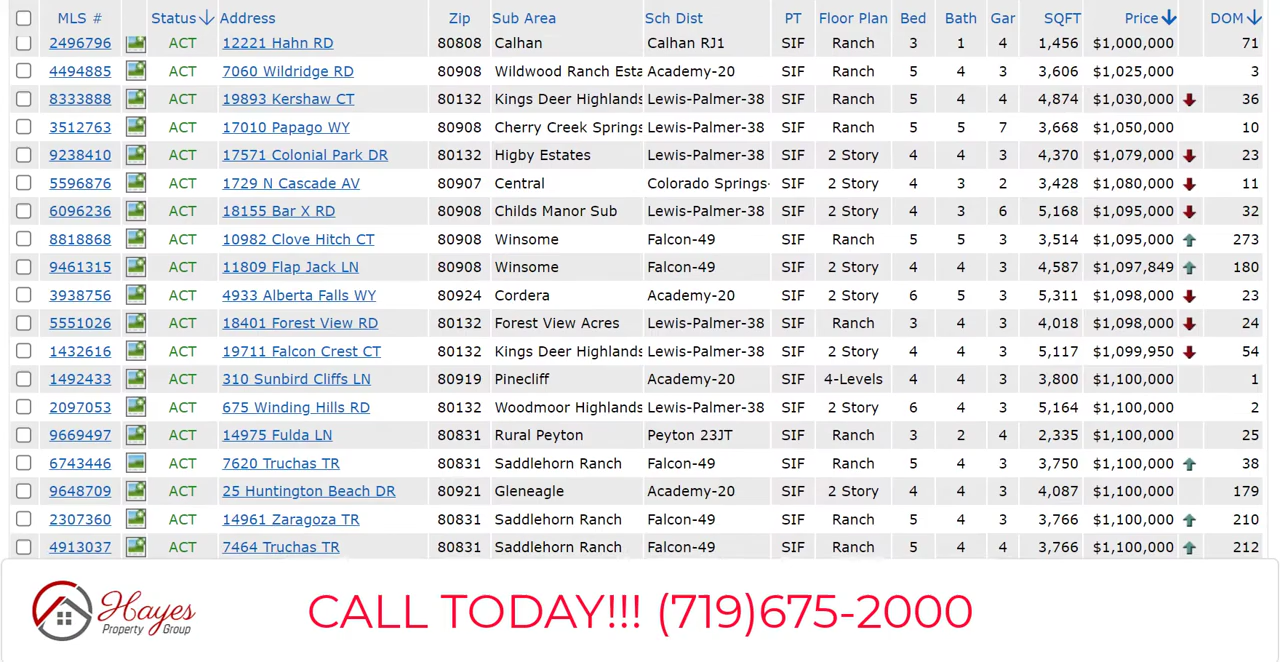 MLS # Status Address Zip Sub Area Sch Dist PT Floor Plan Bed Bath Gar SQFT Price DOM
2496796 ACT 12221 Hahn RD 80808 Calhan Calhan RJ1 SIF Ranch 3 1 4 1,456 $1,000,000 71
4494885 ACT 7060 Wildridge RD 80908 Wildwood Ranch Esta Academy-20 SIF Ranch 5 4 3 3,606 $1,025,000 3
8333888 ACT 19893 Kershaw CT 80132 Kings Deer Highlands Lewis-Palmer-38 SIF Ranch 5 4 4 4,874 $1,030,000 36
3512763 ACT 17010 Papago WY 80908 Cherry Creek Springs Lewis-Palmer-38 SIF Ranch 5 5 7 3,668 $1,050,000 10
9238410 ACT 17571 Colonial Park DR 80132 Higby Estates Lewis-Palmer-38 SIF 2 Story 4 4 3 4,370 $1,079,000 23
5596876 ACT 1729 N Cascade AV 80907 Central Colorado Springs- SIF 2 Story 4 3 2 3,428 $1,080,000 11
6096236 ACT 18155 Bar X RD 80908 Childs Manor Sub Lewis-Palmer-38 SIF 2 Story 4 3 6 5,168 $1,095,000 32
8818868 ACT 10982 Clove Hitch CT 80908 Winsome Falcon-49 SIF Ranch 5 5 3 3,514 $1,095,000 273
9461315 ACT 11809 Flap Jack LN 80908 Winsome Falcon-49 SIF 2 Story 4 4 3 4,587 $1,097,849 180
3938756 ACT 4933 Alberta Falls WY 80924 Cordera Academy-20 SIF 2 Story 6 5 3 5,311 $1,098,000 23
5551026 ACT 18401 Forest View RD 80132 Forest View Acres Lewis-Palmer-38 SIF Ranch 3 4 3 4,018 $1,098,000 24
1432616 ACT 19711 Falcon Crest CT 80132 Kings Deer Highlands Lewis-Palmer-38 SIF 2 Story 4 4 3 5,117 $1,099,950 54
1492433 ACT 310 Sunbird Cliffs LN 80919 Pinecliff Academy-20 SIF 4-Levels 4 4 3 3,800 $1,100,000 1
2097053 ACT 675 Winding Hills RD 80132 Woodmoor Highlands Lewis-Palmer-38 SIF 2 Story 6 4 3 5,164 $1,100,000 2
9669497 ACT 14975 Fulda LN 80831 Rural Peyton Peyton 23JT SIF Ranch 3 2 4 2,335 $1,100,000 25
6743446 ACT 7620 Truchas TR 80831 Saddlehorn Ranch Falcon-49 SIF Ranch 5 4 3 3,750 $1,100,000 38
9648709 ACT 25 Huntington Beach DR 80921 Gleneagle Academy-20 SIF 2 Story 4 4 3 4,087 $1,100,000 179
2307360 ACT 14961 Zaragoza TR 80831 Saddlehorn Ranch Falcon-49 SIF Ranch 5 4 3 3,766 $1,100,000 210
4913037 ACT 7464 Truchas TR 80831 Saddlehorn Ranch Falcon-49 SIF Ranch 5 4 4 3,766 $1,100,000 212
Hayes
Property Group
CALL TODAY!!! (719)675-2000